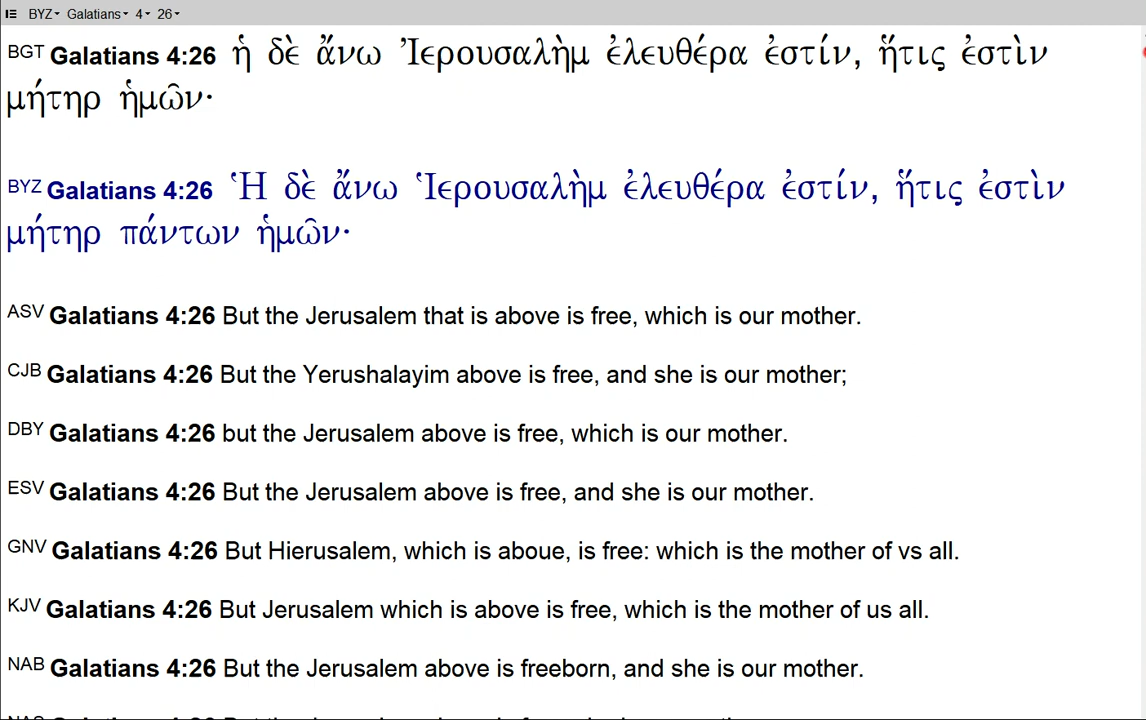 BYZ Galatians 4 26
BGT Galatians 4:26 ἡ δὲ ἄνω Ἰερουσαλὴμ ἐλευθέρα ἐστίν, ἥτις ἐστὶν
μήτηρ ἡμῶν·
BYZ Galatians 4:26 Ἡ δὲ ἄνω Ἱερουσαλὴμ ἐλευθέρα ἐστίν, ἥτις ἐστὶν
μήτηρ πάντων ἡμῶν·
ASV Galatians 4:26 But the Jerusalem that is above is free, which is our mother.
CJB Galatians 4:26 But the Yerushalayim above is free, and she is our mother;
DBY Galatians 4:26 but the Jerusalem above is free, which is our mother.
ESV Galatians 4:26 But the Jerusalem above is free, and she is our mother.
GNV Galatians 4:26 But Hierusalem, which is aboue, is free: which is the mother of vs all.
KJV Galatians 4:26 But Jerusalem which is above is free, which is the mother of us all.
NAB Galatians 4:26 But the Jerusalem above is freeborn, and she is our mother.